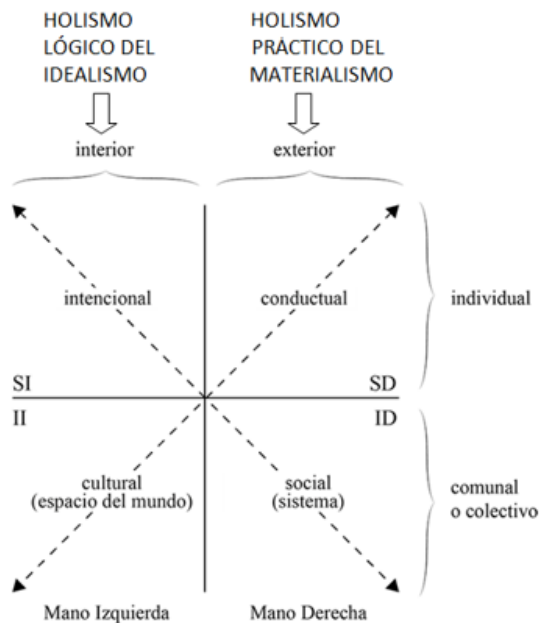 HOLISMO
LÓGICO DEL
IDEALISMO
HOLISMO
PRÁCTICO DEL
MATERIALISMO
interior
exterior
intencional
conductual
individual
SI
SD
II
ID
cultural
(espacio del mundo)
social
(sistema)
comunal
o colectivo
Mano Izquierda
Mano Derecha